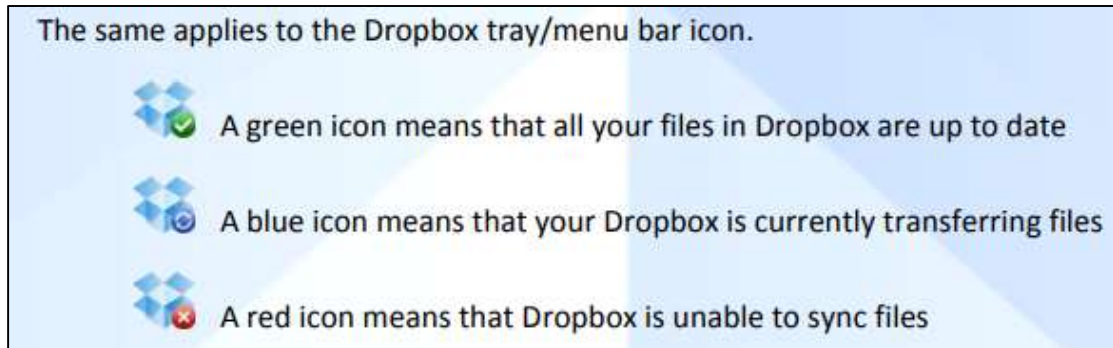 The same applies to the Dropbox tray/menu bar icon.
A green icon means that all your files in Dropbox are up to date
A blue icon means that your Dropbox is currently transferring files
A red icon means that Dropbox is unable to sync files